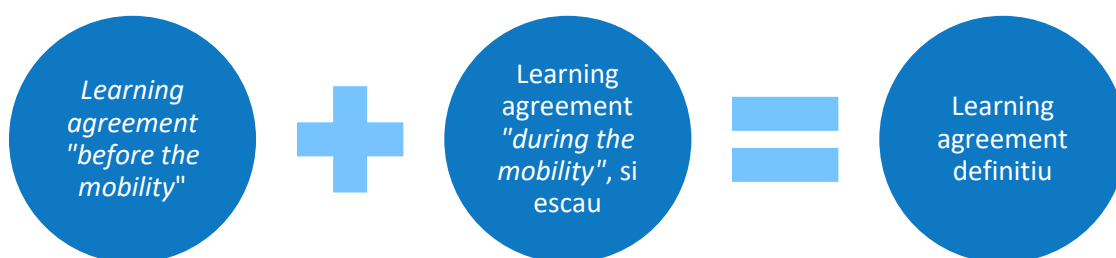 Learning
agreement
"before the
mobility"
Learning
agreement
"during the
mobility", si
escau
Learning
agreement
definitiu